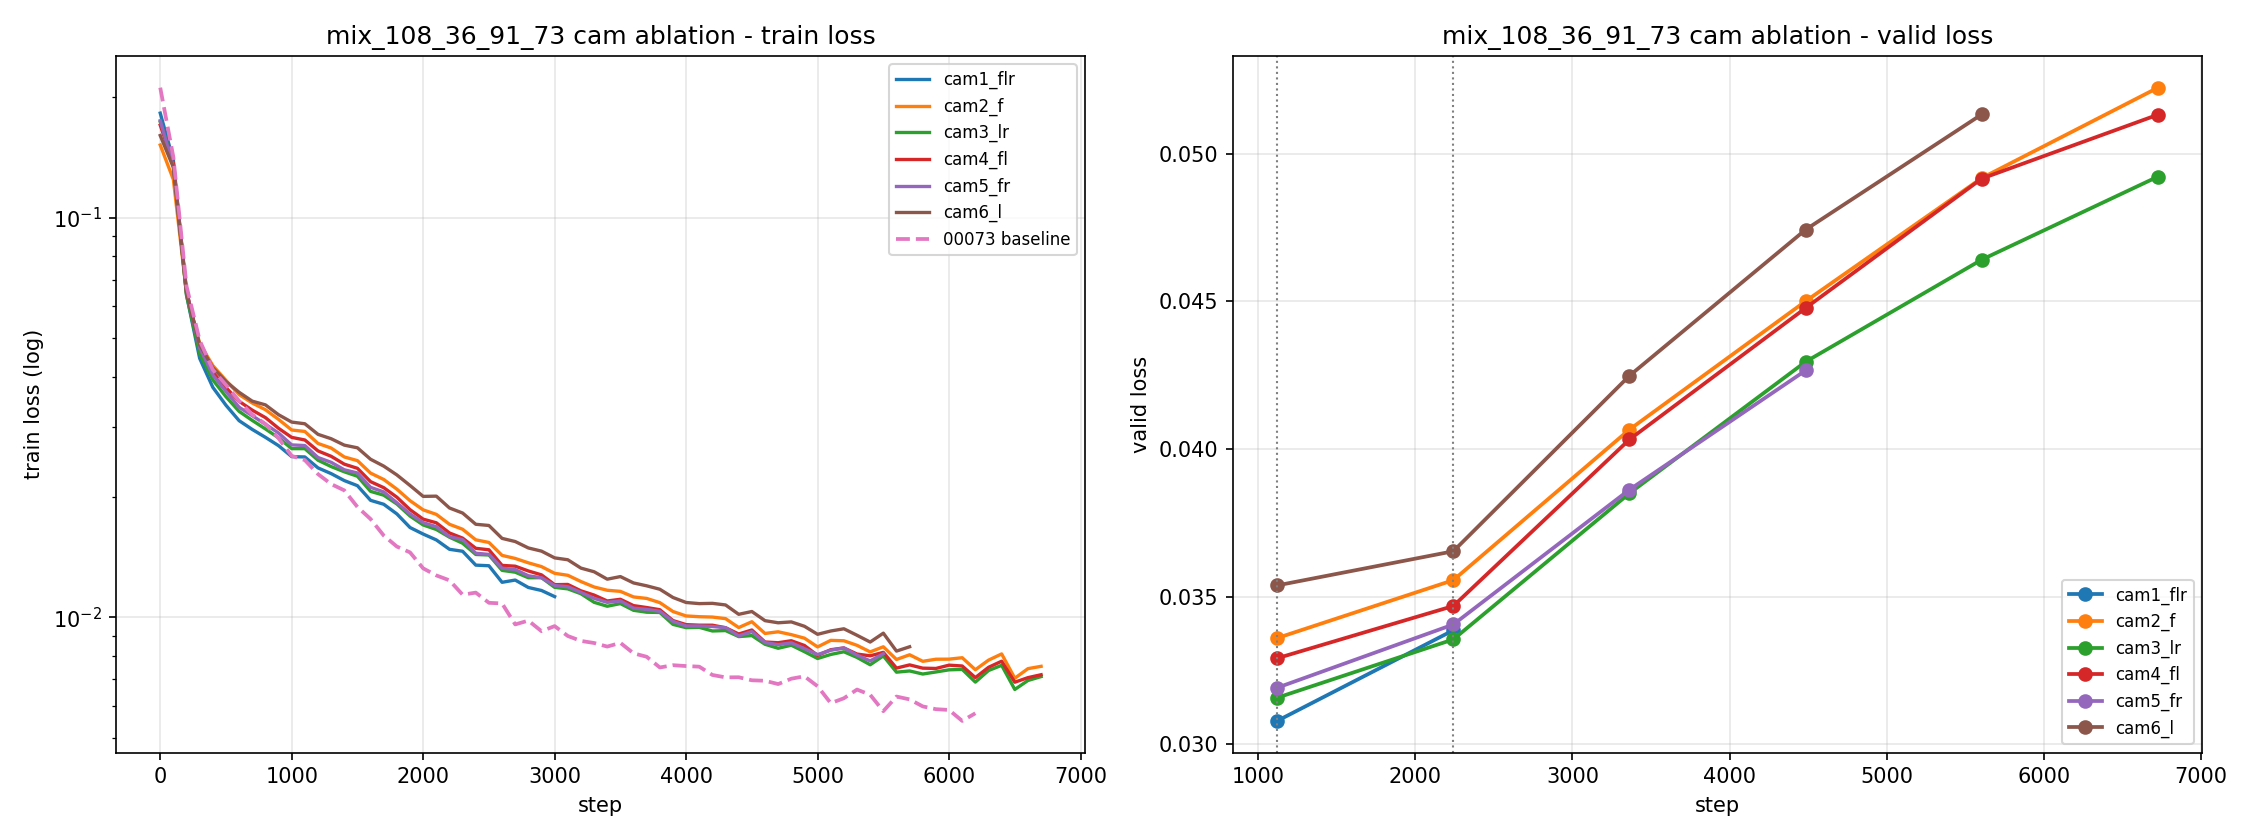 mix_108_36_91_73 cam ablation - train loss
train loss (log)
10⁻¹
10⁻²
0
1000
2000
3000
4000
5000
6000
7000
step
cam1_flr
cam2_f
cam3_lr
cam4_fl
cam5_fr
cam6_l
00073 baseline
mix_108_36_91_73 cam ablation - valid loss
valid loss
0.050
0.045
0.040
0.035
0.030
1000
2000
3000
4000
5000
6000
7000
step
cam1_flr
cam2_f
cam3_lr
cam4_fl
cam5_fr
cam6_l